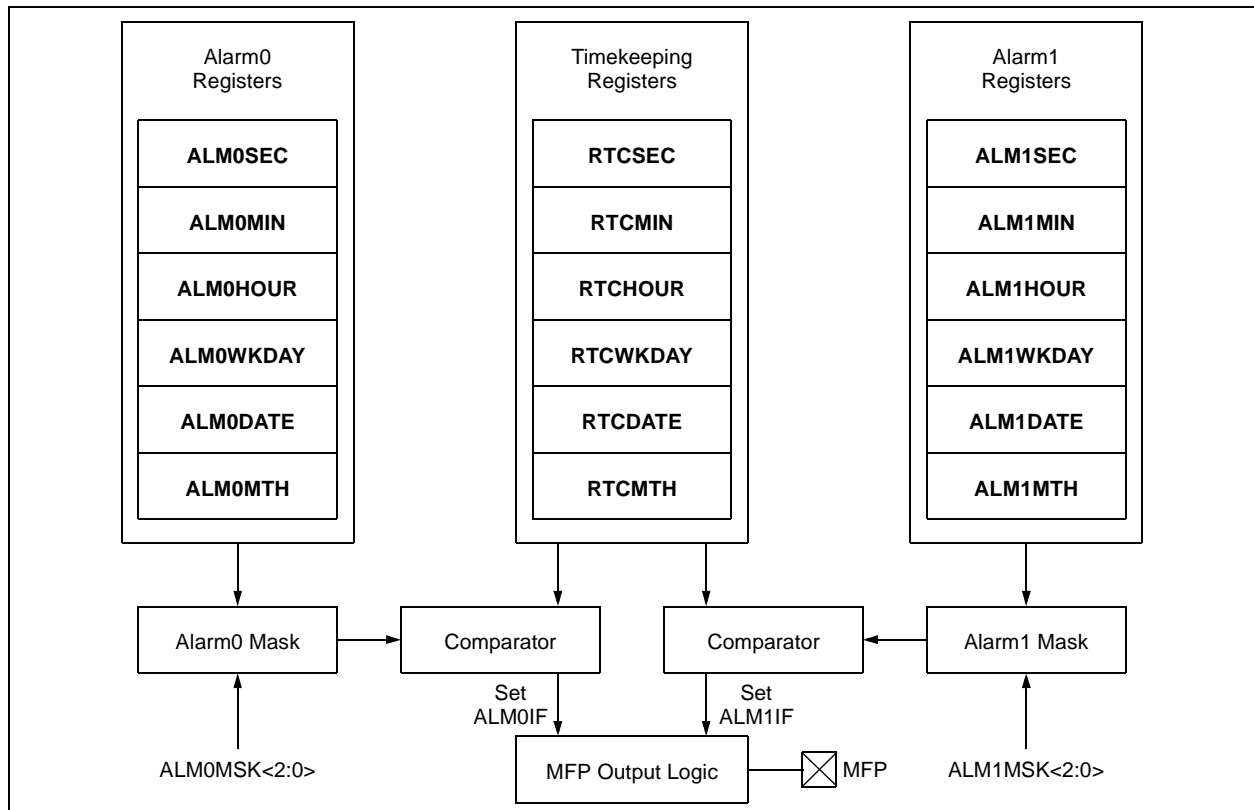 Alarm0
Registers
ALM0SEC
ALM0MIN
ALM0HOUR
ALM0WKDAY
ALM0DATE
ALM0MTH
Timekeeping
Registers
RTCSEC
RTCMIN
RTCHOUR
RTCWKDAY
RTCDATE
RTCMTH
Alarm1
Registers
ALM1SEC
ALM1MIN
ALM1HOUR
ALM1WKDAY
ALM1DATE
ALM1MTH
Alarm0 Mask
Comparator
Comparator
Alarm1 Mask
Set
ALM0IF
Set
ALM1IF
ALM0MSK<2:0>
MFP Output Logic
MFP
ALM1MSK<2:0>